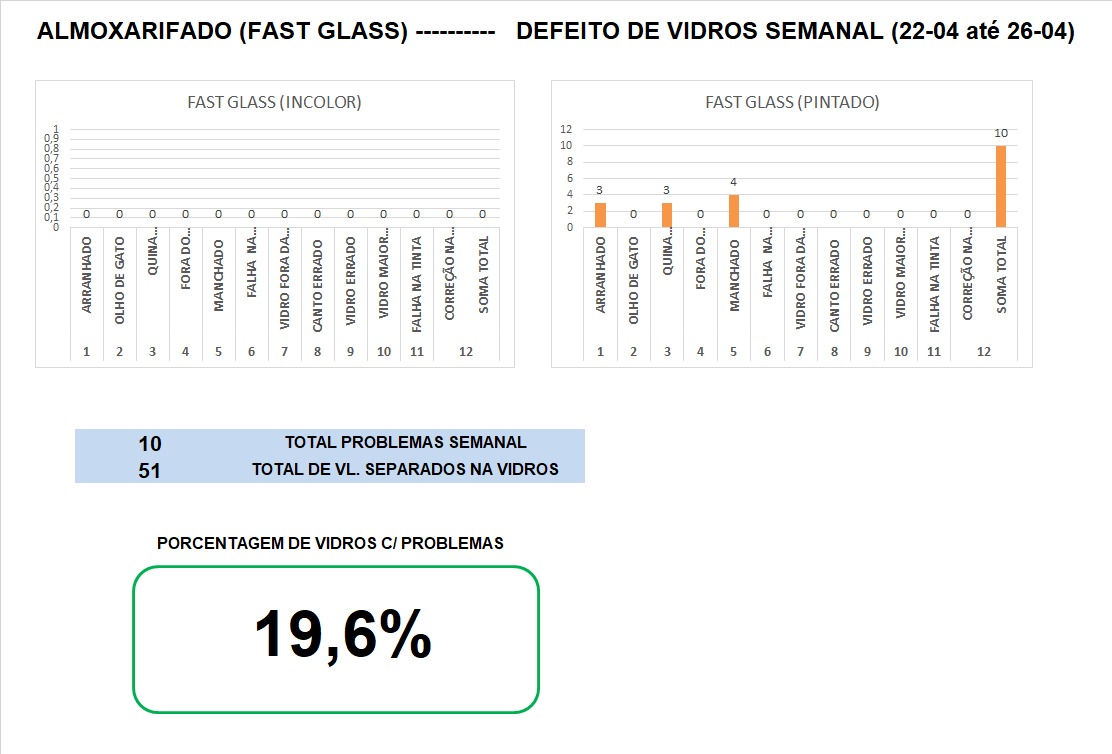 ALMOXARIFADO (FAST GLASS) ---------- DEFEITO DE VIDROS SEMANAL (22-04 até 26-04)
FAST GLASS (INCOLOR)
1
0,9
0,8
0,7
0,6
0,5
0,4
0,3
0,2
0,1
0
0 0 0 0 0 0 0 0 0 0 0 0 0
ARRANHADO
OLHO DE GATO
QUINA...
FORA DO...
MANCHADO
FALHA NA...
VIDRO FORA DA...
CANTO ERRADO
VIDRO ERRADO
VIDRO MAIOR...
FALHA NA TINTA
CORREÇÃO NA...
SOMA TOTAL
1 2 3 4 5 6 7 8 9 10 11 12
FAST GLASS (PINTADO)
12
10
8
6
4
2
0
3 0 3 0 4 0 0 0 0 0 0 0 10
ARRANHADO
OLHO DE GATO
QUINA...
FORA DO...
MANCHADO
FALHA NA...
VIDRO FORA DA...
CANTO ERRADO
VIDRO ERRADO
VIDRO MAIOR...
FALHA NA TINTA
CORREÇÃO NA...
SOMA TOTAL
1 2 3 4 5 6 7 8 9 10 11 12
10 TOTAL PROBLEMAS SEMANAL
51 TOTAL DE VL. SEPARADOS NA VIDROS
PORCENTAGEM DE VIDROS C/ PROBLEMAS
19,6%